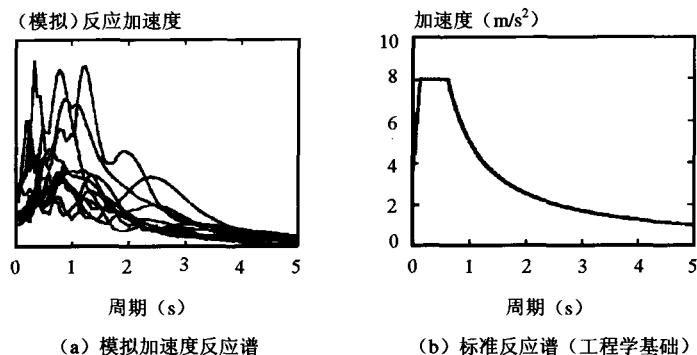 (模拟)反应加速度
0 1 2 3 4 5
周期(s)
(a)模拟加速度反应谱
加速度(m/s²)
10
8
6
4
2
0
0 1 2 3 4 5
周期(s)
(b)标准反应谱(工程学基础)